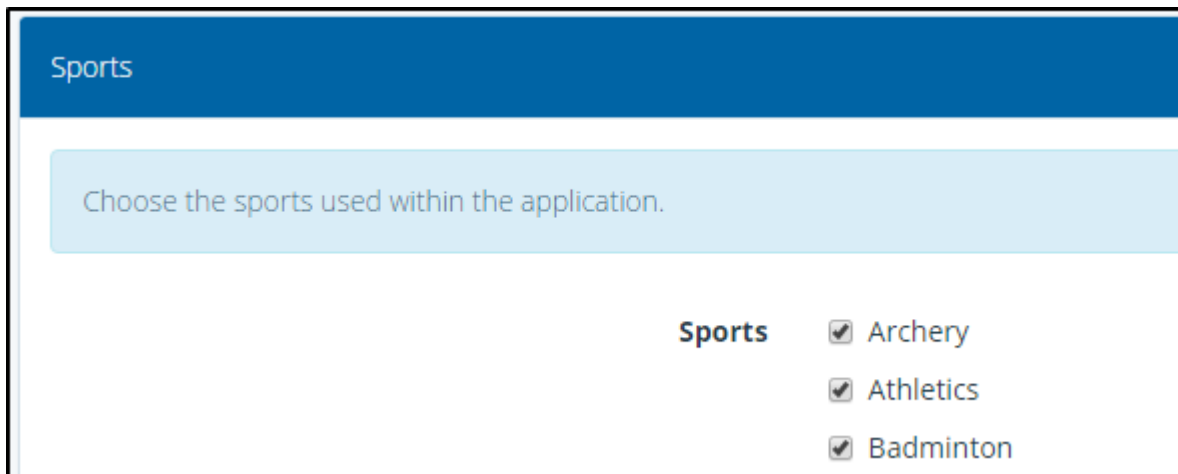 Sports
Choose the sports used within the application.
Sports Archery
Athletics
Badminton